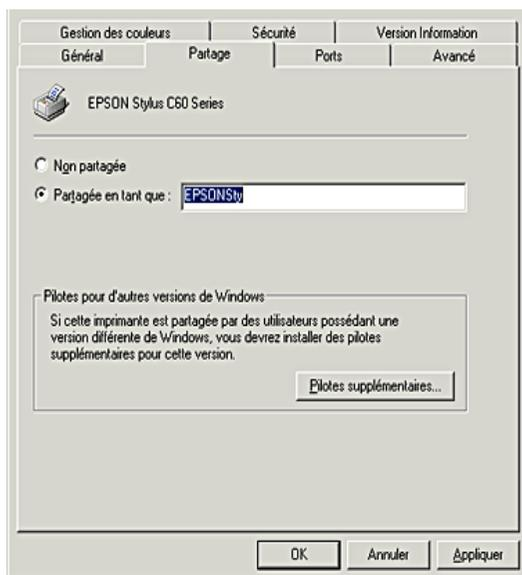 Gestion des couleurs
Sécurité
Version Information
Général
Partage
Ports
Avancé
EPSON Stylus C60 Series
Non partagée
Partagée en tant que :
EPSONSty
Pilotes pour d'autres versions de Windows
Si cette imprimante est partagée par des utilisateurs possédant une
version différente de Windows, vous devrez installer des pilotes
supplémentaires pour cette version.
Pilotes supplémentaires...
OK
Annuler
Appliquer